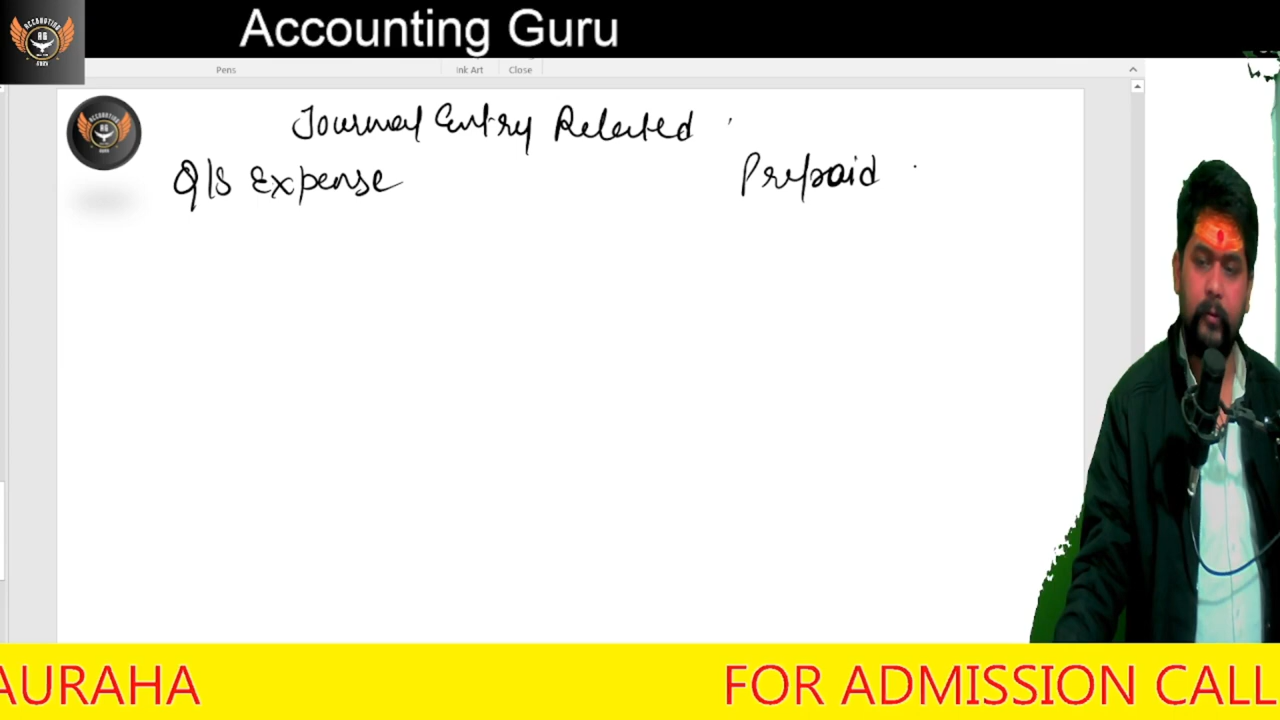 Accounting Guru
Pens Ink Art Close
Journal Entry Related
O/S Expense Prepaid
AURAHA FOR ADMISSION CALL